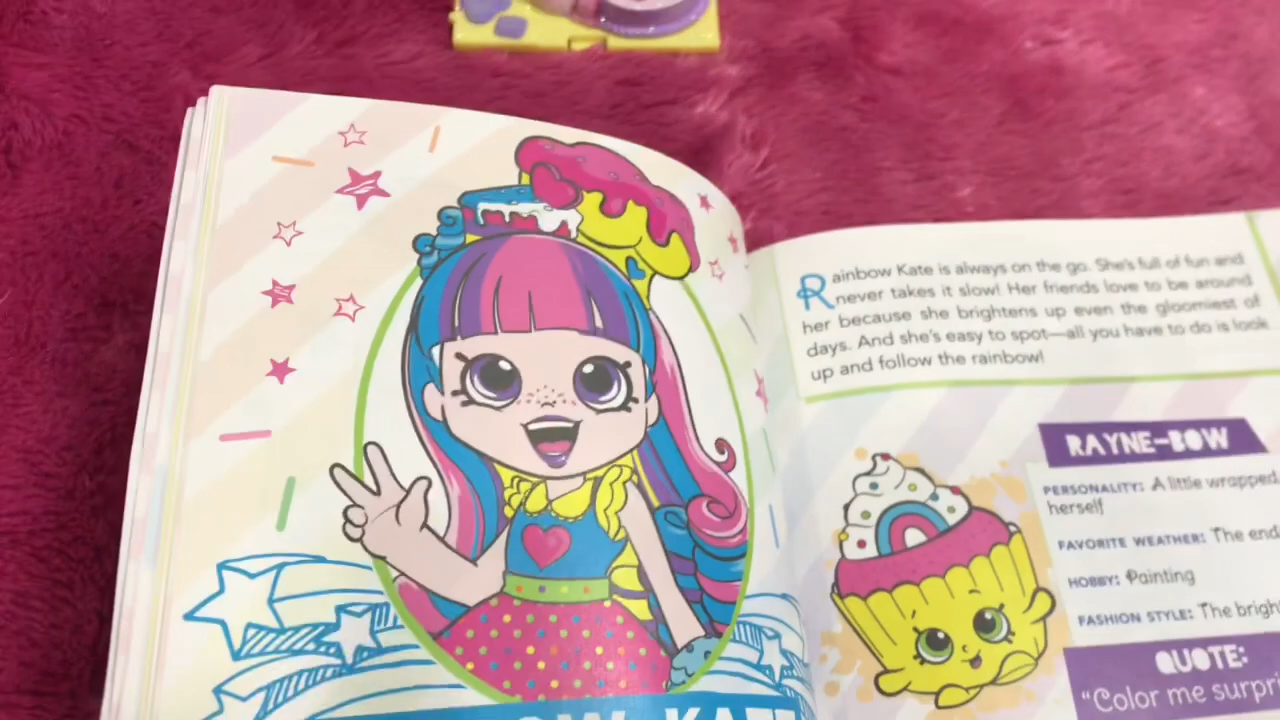 Rainbow Kate is always on the go. She's full of fun and
never takes it slow! Her friends love to be around
her because she brightens up even the gloomiest of
days. And she's easy to spot—all you have to do is look
up and follow the rainbow!
RAYNE-BOW
PERSONALITY: A little wrapped
herself
FAVORITE WEATHER: The end
HOBBY: Painting
FASHION STYLE: The brigh
QUOTE:
"Color me surpri
OW KATE